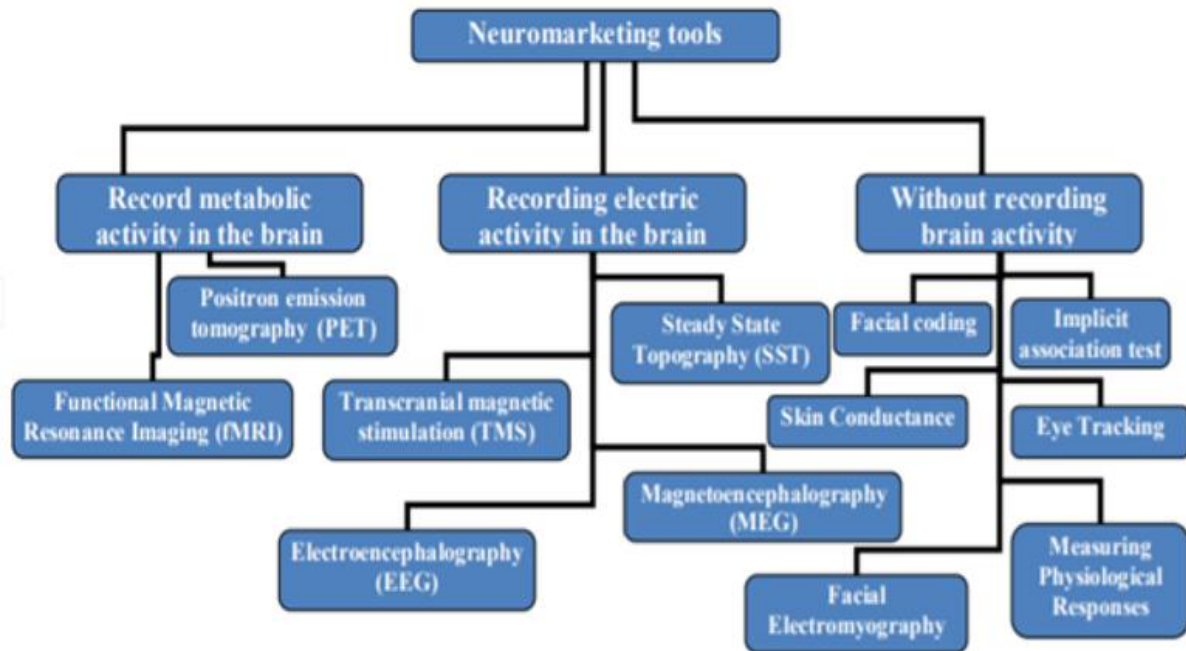 Neuromarketing tools
Record metabolic
activity in the brain
Recording electric
activity in the brain
Without recording
brain activity
Positron emission
tomography (PET)
Functional Magnetic
Resonance Imaging (fMRI)
Steady State
Topography (SST)
Transcranial magnetic
stimulation (TMS)
Magnetoencephalography
(MEG)
Electroencephalography
(EEG)
Facial coding
Implicit
association test
Skin Conductance
Eye Tracking
Measuring
Physiological
Responses
Facial
Electromyography